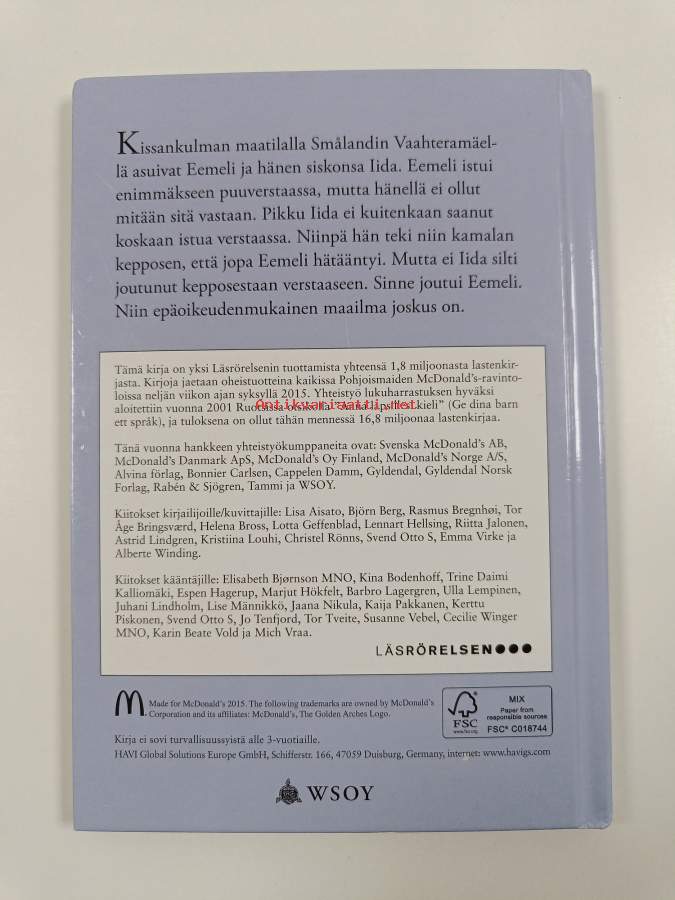 Kissankulman maatilalla Smålandin Vaahteramäel-
lä asuivat Eemeli ja hänen siskonsa Iida. Eemeli istui
enimmäkseen puuverstaassa, mutta hänellä ei ollut
mitään sitä vastaan. Pikku Iida ei kuitenkaan saanut
koskaan istua verstaassa. Niinpä hän teki niin kamalan
kepposen, että jopa Eemeli hätääntyi. Mutta ei Iida silti
joutunut kepposestaan verstaaseen. Sinne joutui Eemeli.
Niin epäoikeudenmukainen maailma joskus on.
Tämä kirja on yksi Läsrörelsenin tuottamista yhteensä 1,8 miljoonasta lastenkir-
jasta. Kirjoja jaetaan oheistuotteina kaikissa Pohjoismaiden McDonald's-ravinto-
loissa neljän viikon ajan syksyllä 2015. Yhteistyö lukuharrastuksen hyväksi
aloitettiin vuonna 2001 Ruotsissa kieli" (Ge dina barn
Antikvariaatti.net
ett språk), ja tuloksena on ollut tähän mennessä 16,8 miljoonaa lastenkirjaa.
Tänä vuonna hankkeen yhteistyökumppaneita ovat: Svenska McDonald's AB,
McDonald's Danmark ApS, McDonald's Oy Finland, McDonald's Norge A/S,
Alvina förlag, Bonnier Carlsen, Cappelen Damm, Gyldendal, Gyldendal Norsk
Forlag, Rabén & Sjögren, Tammi ja WSOY.
Kiitokset kirjailijoille/kuvittajille: Lisa Aisato, Björn Berg, Rasmus Bregnhøi, Tor
Åge Bringsværd, Helena Bross, Lotta Geffenblad, Lennart Hellsing, Riitta Jalonen,
Astrid Lindgren, Kristiina Louhi, Christel Rönns, Svend Otto S, Emma Virke ja
Alberte Winding.
Kiitokset kääntäjille: Elisabeth Bjørnson MNO, Kina Bodenhoff, Trine Daimi
Kalliomäki, Espen Hagerup, Marjut Hökfelt, Barbro Lagergren, Ulla Lempinen,
Juhani Lindholm, Lise Männikkö, Jaana Nikula, Kaija Pakkanen, Kerttu
Piskonen, Svend Otto S, Jo Tenfjord, Tor Tveite, Susanne Vebel, Cecilie Winger
MNO, Karin Beate Vold ja Mich Vraa.
LÄSRÖRELSEN
Made for McDonald's 2015. The following trademarks are owned by McDonald's
Corporation and its affiliates: McDonald's, The Golden Arches Logo.
FSC
www.fsc.org
MIX
Paper from
responsible sources
FSC® C018744
Kirja ei sovi turvallisuussyistä alle 3-vuotiaille.
HAVI Global Solutions Europe GmbH, Schifferstr. 166, 47059 Duisburg, Germany, internet: www.havigs.com
WSOY